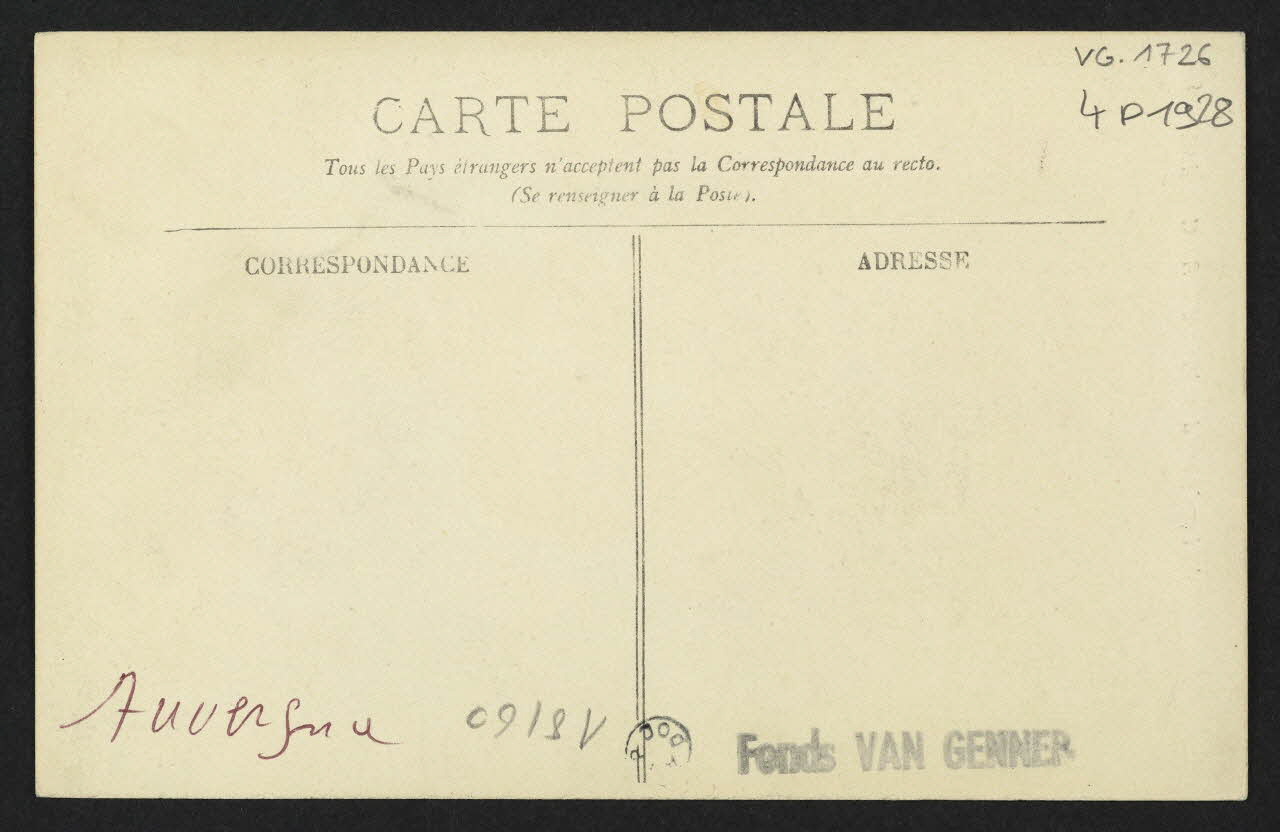 VG. 1726
4 P 1928
CARTE POSTALE
Tous les Pays étrangers n'acceptent pas la Correspondance au recto.
(Se renseigner à la Poste).
CORRESPONDANCE
ADRESSE
Auvergne
Fonds VAN GENNEP